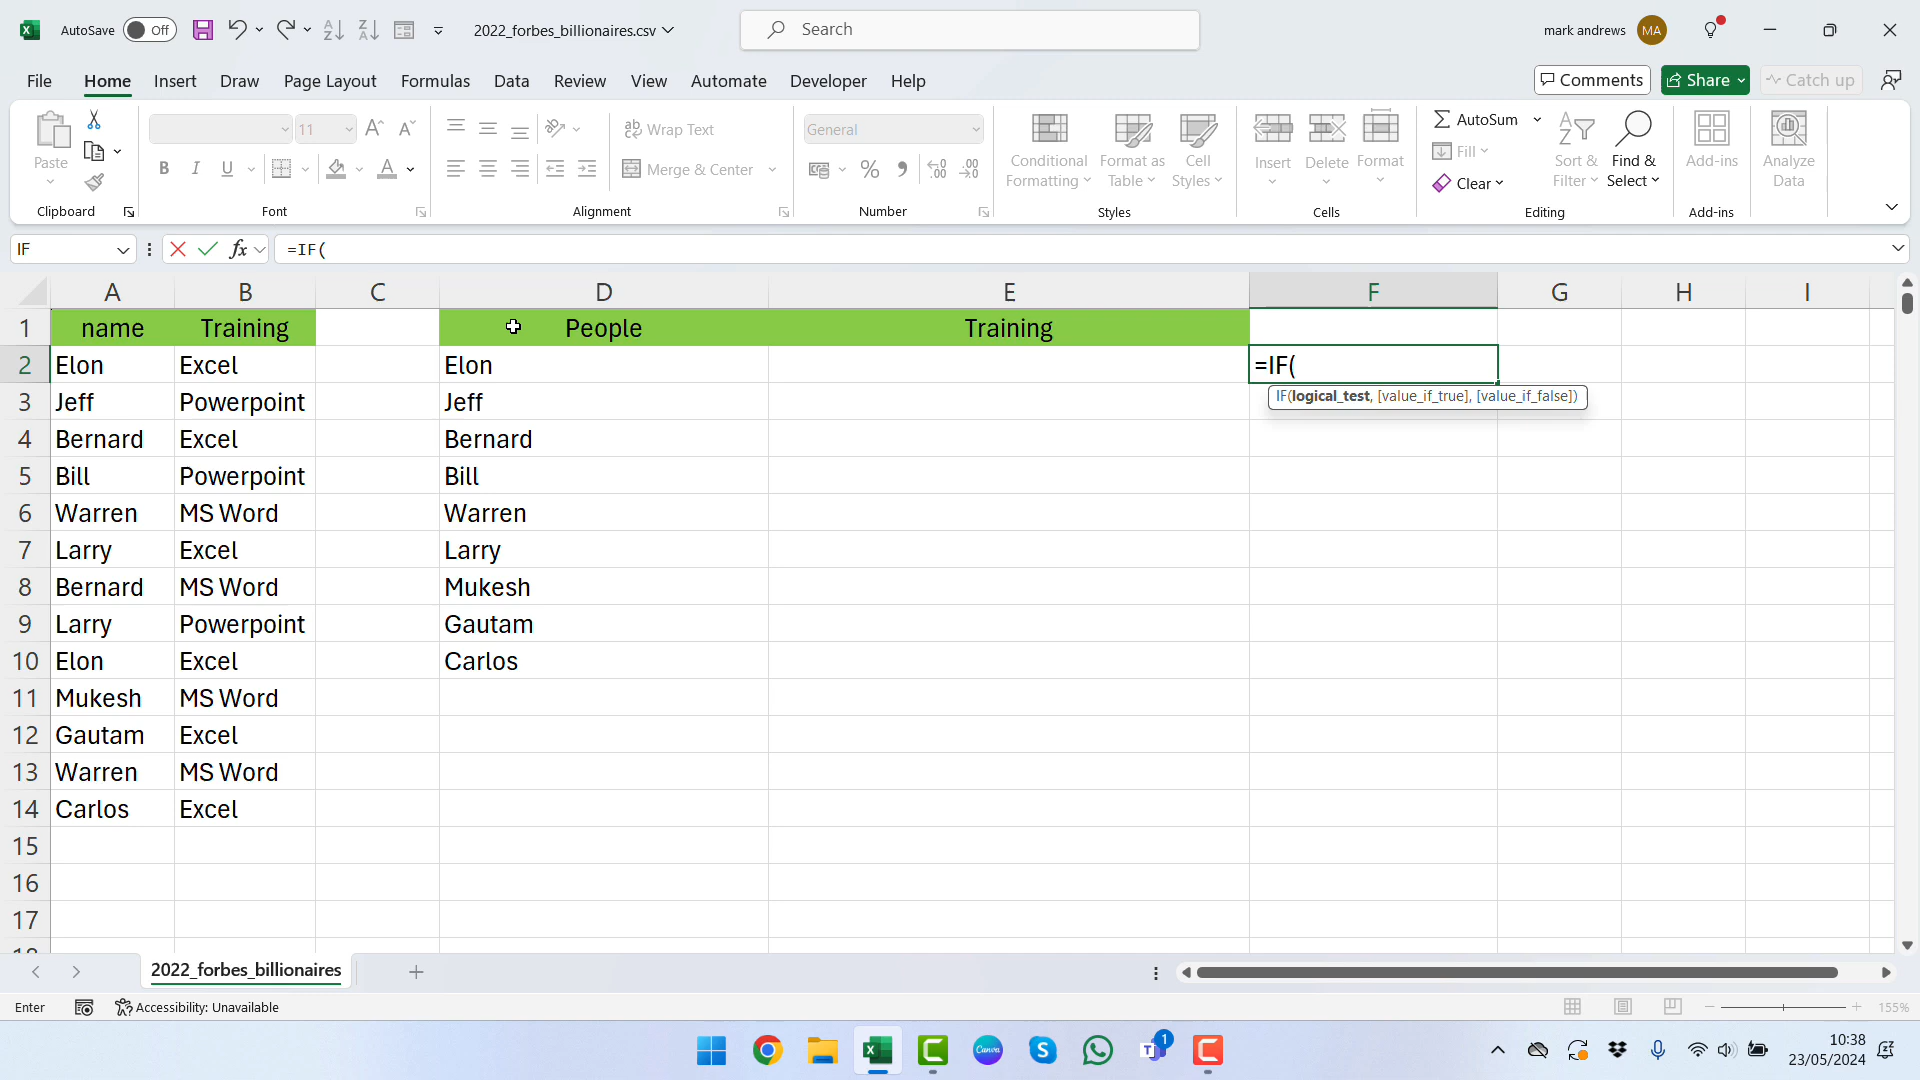 AutoSave Off 2022_forbes_billionaires.csv Search mark andrews MA
File Home Insert Draw Page Layout Formulas Data Review View Automate Developer Help Comments Share Catch up
Paste 11 Wrap Text General Conditional Formatting Format as Table Cell Styles Insert Delete Format AutoSum Fill Clear Sort & Filter Find & Select Add-ins Analyze Data
B I U Merge & Center
Clipboard Font Alignment Number Styles Cells Editing Add-ins
IF fx =IF(
A B C D E F G H I
1 name Training People Training
2 Elon Excel Elon =IF(
IF(logical_test, [value_if_true], [value_if_false])
3 Jeff Powerpoint Jeff
4 Bernard Excel Bernard
5 Bill Powerpoint Bill
6 Warren MS Word Warren
7 Larry Excel Larry
8 Bernard MS Word Mukesh
9 Larry Powerpoint Gautam
10 Elon Excel Carlos
11 Mukesh MS Word
12 Gautam Excel
13 Warren MS Word
14 Carlos Excel
15
16
17
2022_forbes_billionaires
Enter Accessibility: Unavailable 155%
Canva 1
10:38
23/05/2024